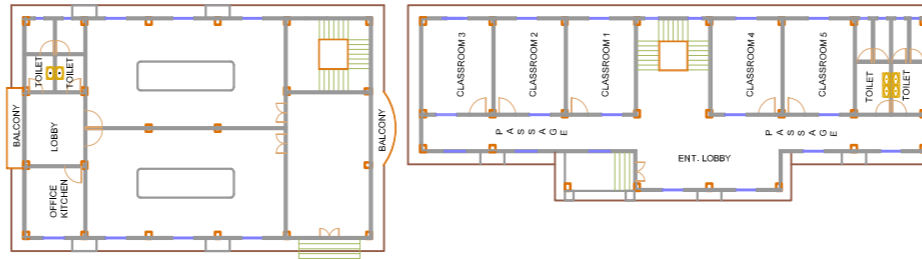 TOILET
TOILET
BALCONY
LOBBY
OFFICE
KITCHEN
BALCONY
CLASSROOM 3
CLASSROOM 2
CLASSROOM 1
CLASSROOM 4
CLASSROOM 5
TOILET
TOILET
PASSAGE
PASSAGE
ENT. LOBBY